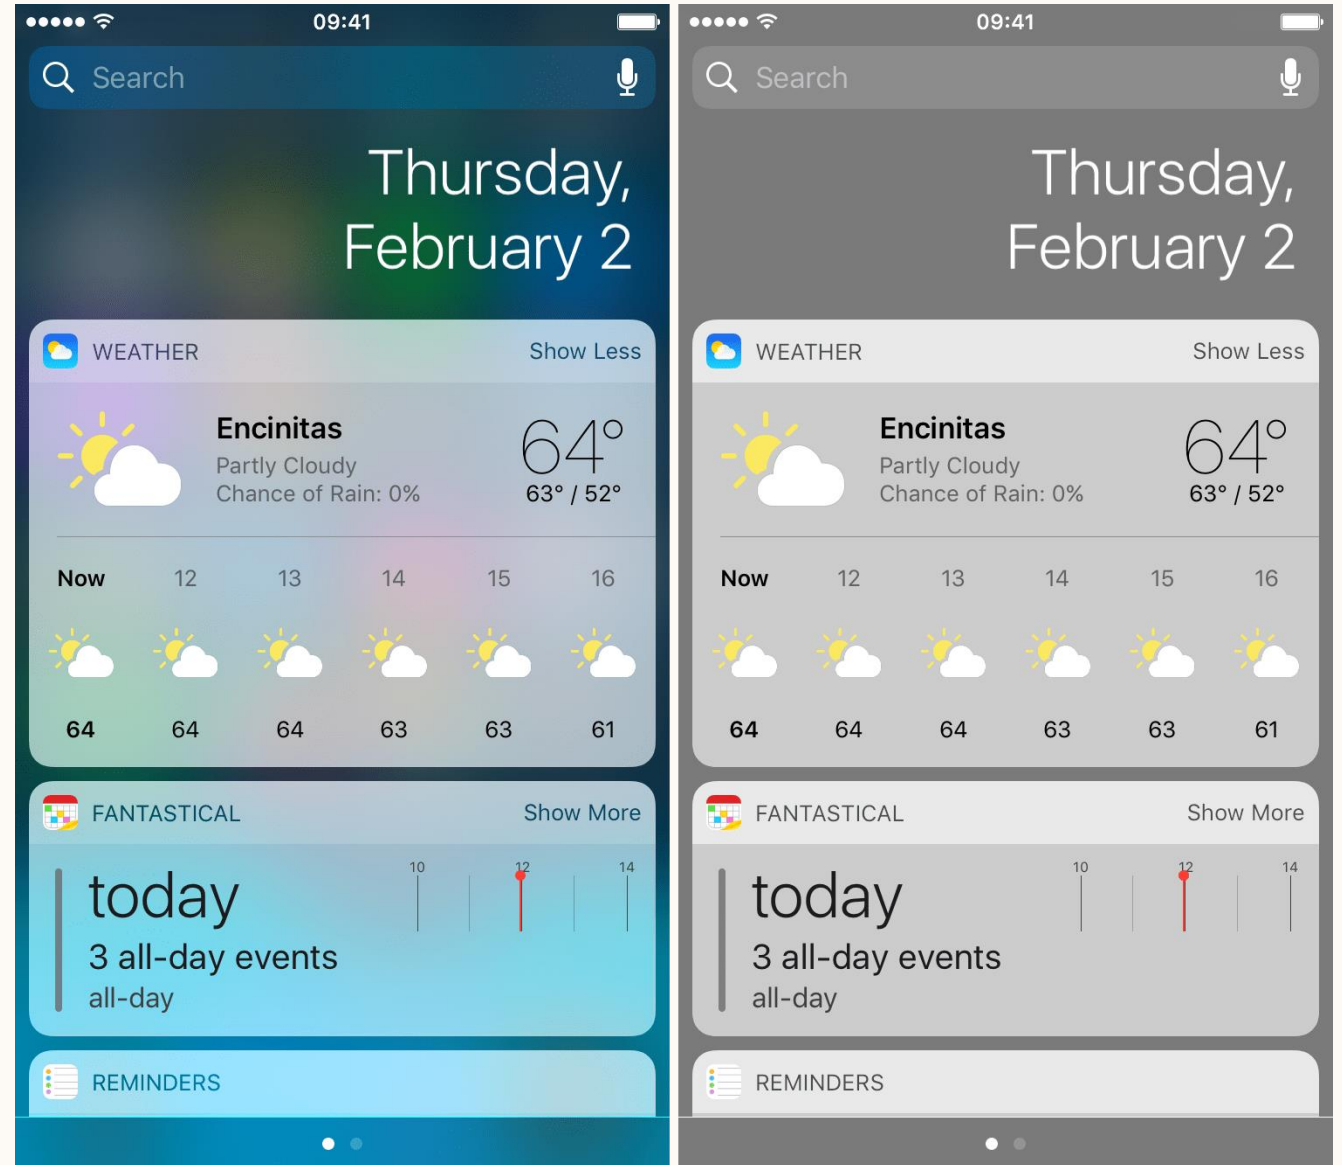 09:41
Search
Thursday,
February 2
WEATHER Show Less
Encinitas 64°
Partly Cloudy
Chance of Rain: 0% 63° / 52°
Now 12 13 14 15 16
64 64 64 63 63 61
FANTASTICAL Show More
10 12 14
today
3 all-day events
all-day
REMINDERS
09:41
Search
Thursday,
February 2
WEATHER Show Less
Encinitas 64°
Partly Cloudy
Chance of Rain: 0% 63° / 52°
Now 12 13 14 15 16
64 64 64 63 63 61
FANTASTICAL Show More
10 12 14
today
3 all-day events
all-day
REMINDERS